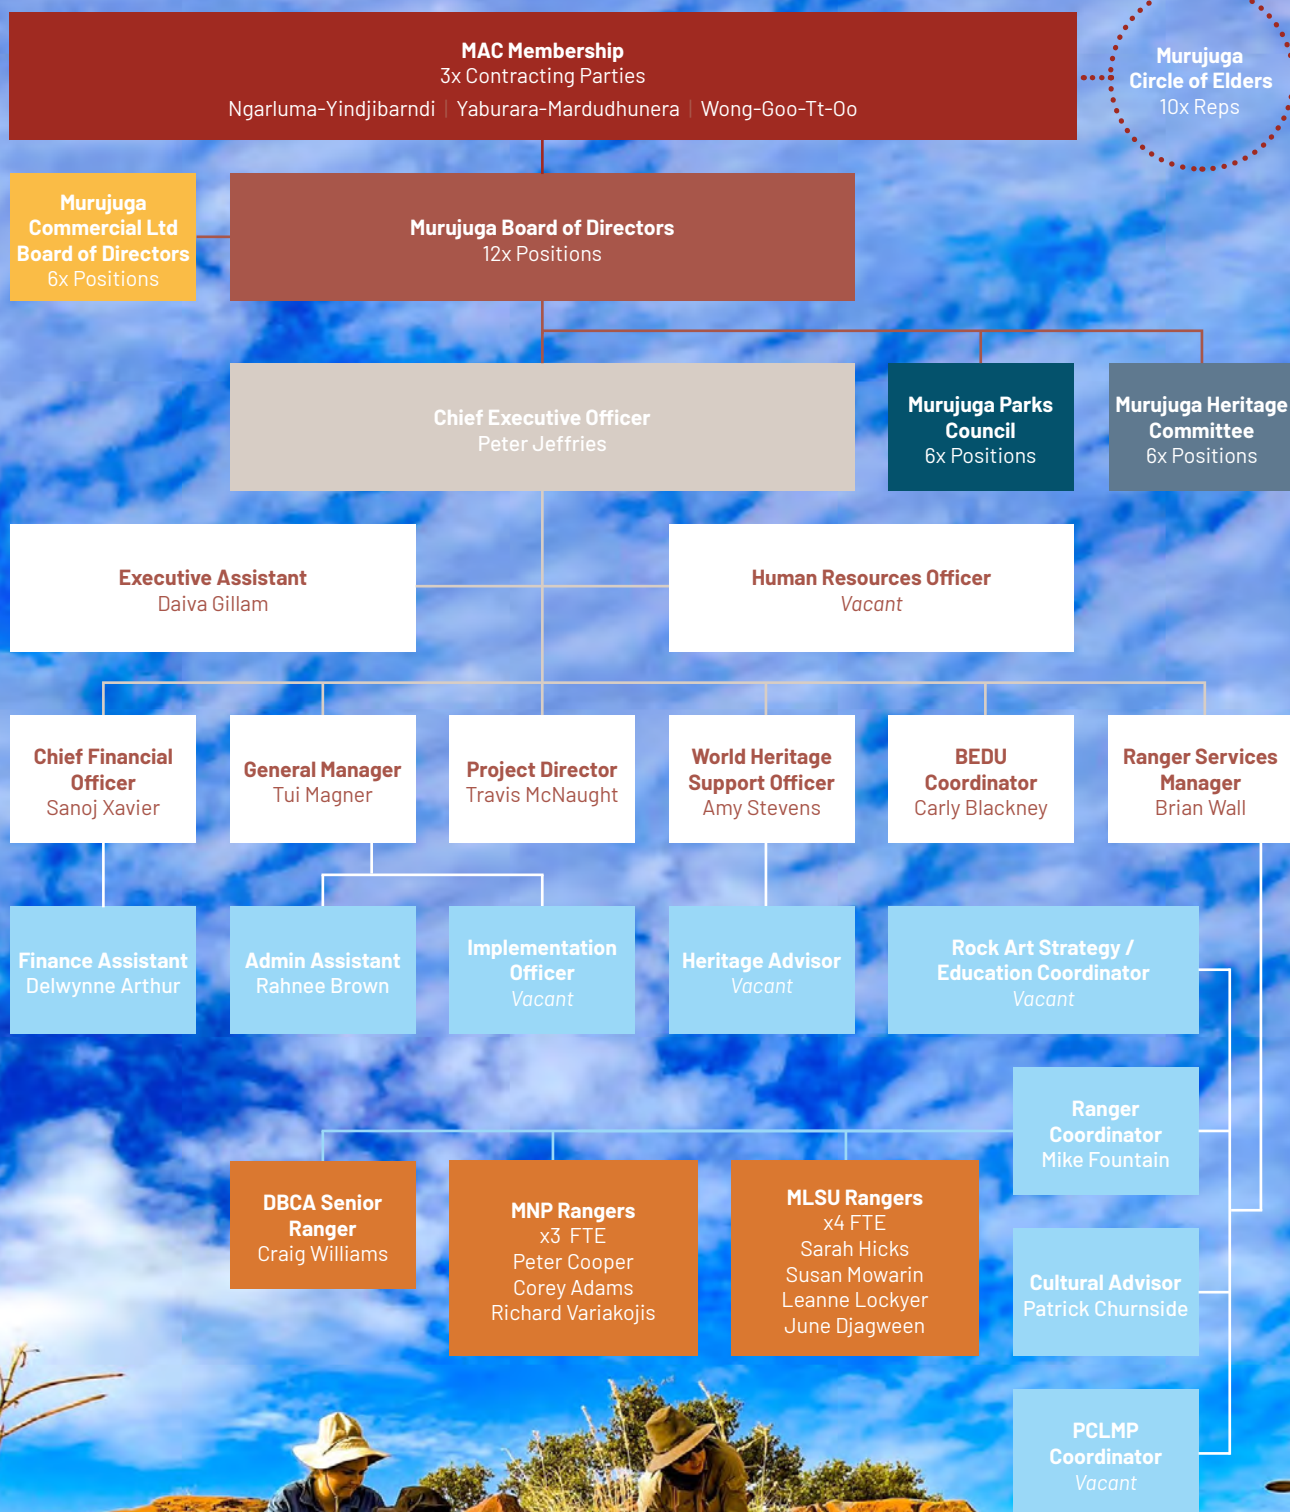 MAC Membership
3x Contracting Parties
Ngarluma-Yindjibarndi | Yaburara-Mardudhunera | Wong-Goo-Tt-Oo
Murujuga
Circle of Elders
10x Reps
Murujuga
Commercial Ltd
Board of Directors
6x Positions
Murujuga Board of Directors
12x Positions
Chief Executive Officer
Peter Jeffries
Murujuga Parks
Council
6x Positions
Murujuga Heritage
Committee
6x Positions
Executive Assistant
Daiva Gillam
Human Resources Officer
Vacant
Chief Financial
Officer
Sanoj Xavier
General Manager
Tui Magner
Project Director
Travis McNaught
World Heritage
Support Officer
Amy Stevens
BEDU
Coordinator
Carly Blackney
Ranger Services
Manager
Brian Wall
Finance Assistant
Delwynne Arthur
Admin Assistant
Rahnee Brown
Implementation
Officer
Vacant
Heritage Advisor
Vacant
Rock Art Strategy /
Education Coordinator
Vacant
Ranger
Coordinator
Mike Fountain
DBCA Senior
Ranger
Craig Williams
MNP Rangers
x3 FTE
Peter Cooper
Corey Adams
Richard Variakojis
MLSU Rangers
x4 FTE
Sarah Hicks
Susan Mowarin
Leanne Lockyer
June Djagween
Cultural Advisor
Patrick Churnside
PCLMP
Coordinator
Vacant